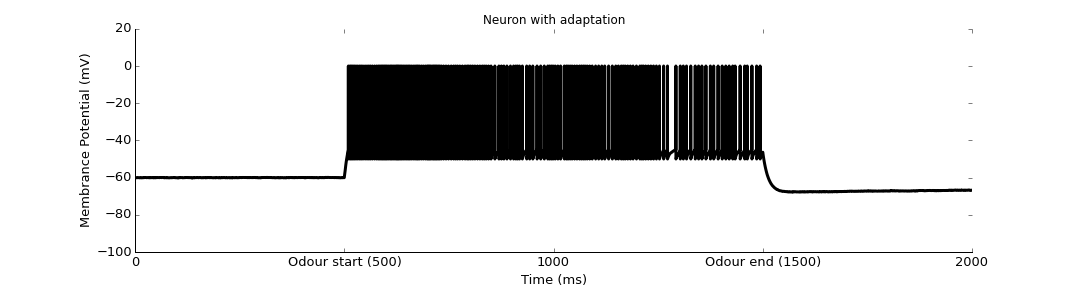 Neuron with adaptation
Membrance Potential (mV)
20
0
−20
−40
−60
−80
−100
0
Odour start (500)
1000
Odour end (1500)
2000
Time (ms)